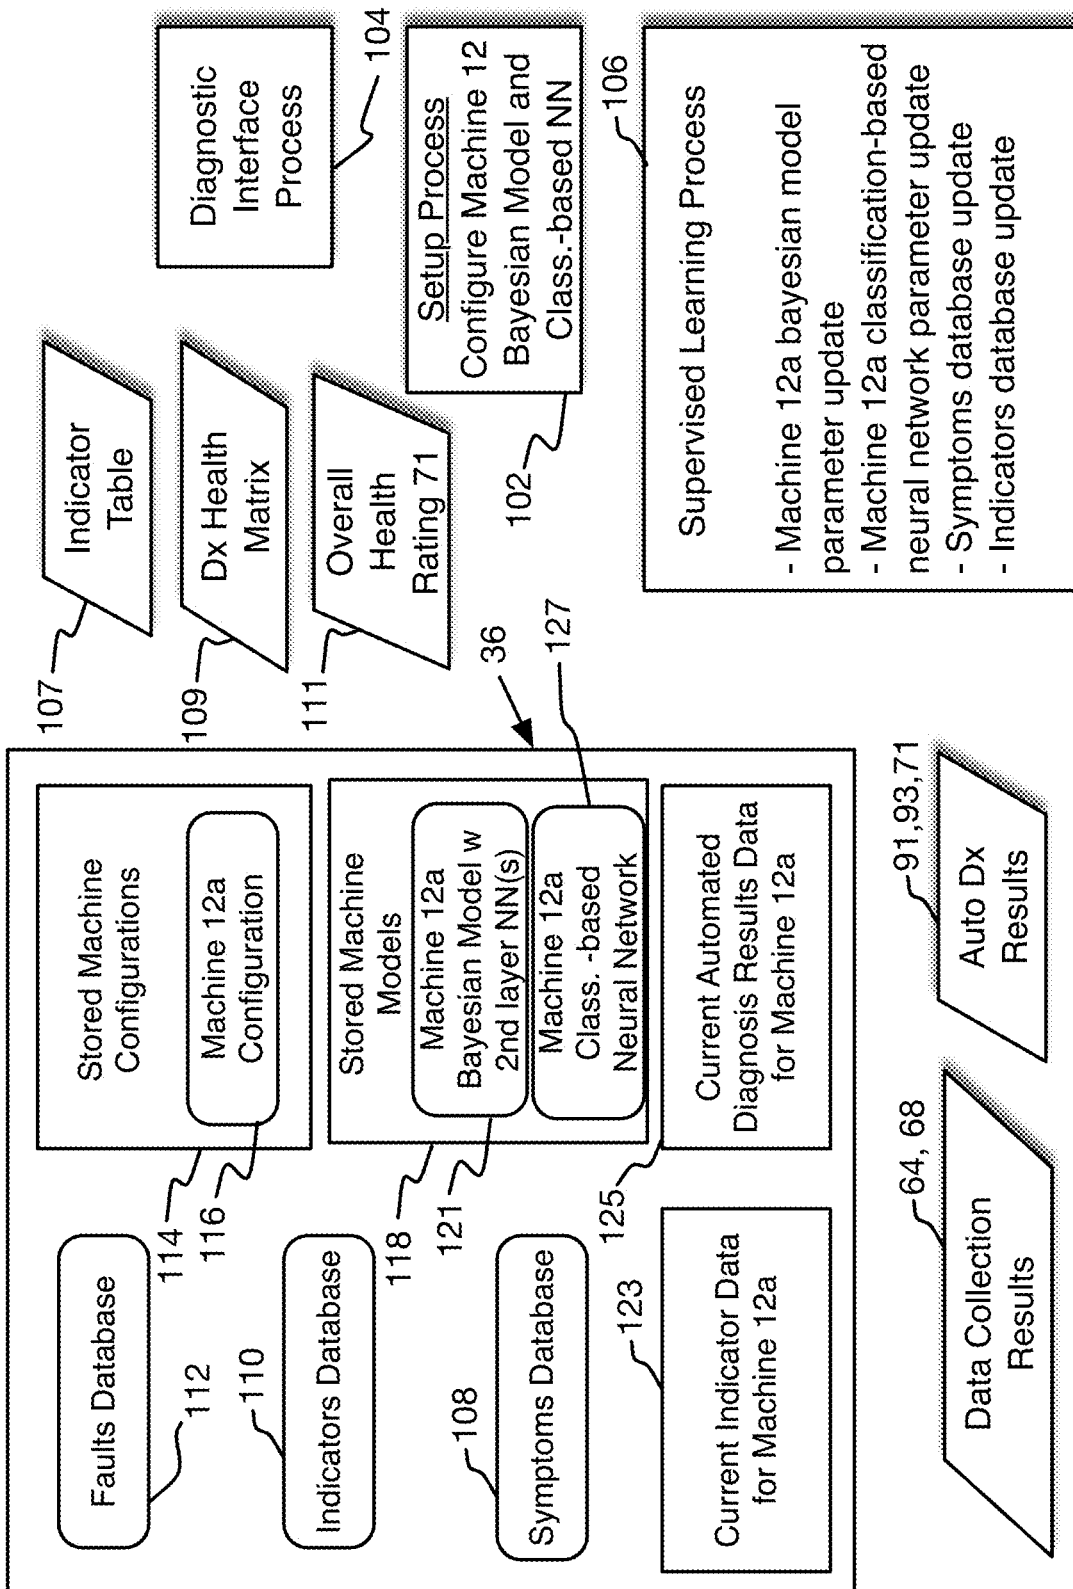 Faults Database
112
Indicators Database
110
Symptoms Database
108
Current Indicator Data
for Machine 12a
123
Stored Machine
Configurations
Machine 12a
Configuration
114
116
Stored Machine
Models
Machine 12a
Bayesian Model w
2nd layer NN(s)
Machine 12a
Class. -based
Neural Network
118
121
127
36
Current Automated
Diagnosis Results Data
for Machine 12a
125
Data Collection
Results
64, 68
Auto Dx
Results
91,93,71
Indicator
Table
107
Dx Health
Matrix
109
Overall
Health
Rating 71
111
Diagnostic
Interface
Process
104
Setup Process
Configure Machine 12
Bayesian Model and
Class.-based NN
102
Supervised Learning Process
- Machine 12a bayesian model
parameter update
- Machine 12a classification-based
neural network parameter update
- Symptoms database update
- Indicators database update
106